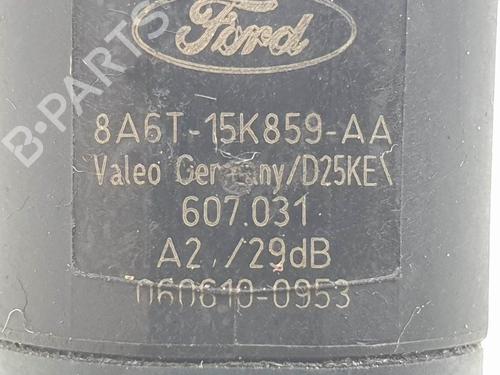 B-PARTS
Ford
8A6T-15K859-AA
Valeo Germany/D25KE\
607.031
A2 /29dB
060610-0953